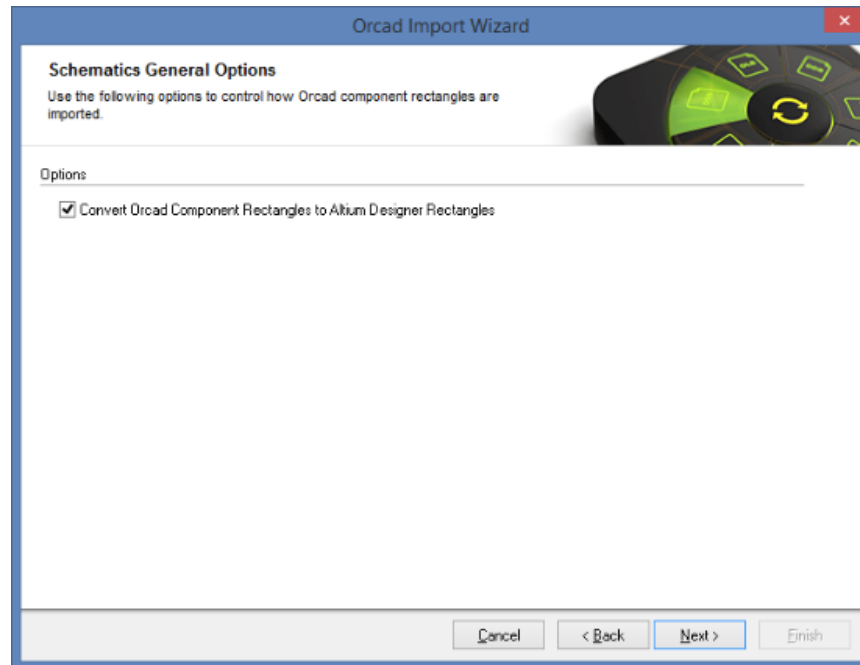 Orcad Import Wizard
Schematics General Options
Use the following options to control how Orcad component rectangles are
imported.
Options
Convert Orcad Component Rectangles to Altium Designer Rectangles
Cancel
< Back
Next >
Finish